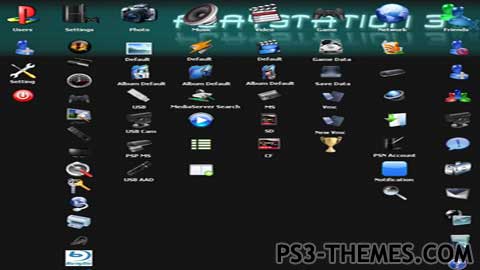 PLAYSTATION 3
Users Settings Photo Music Video Game Network Friends
Default Default Default Game Data
Setting Album Default Album Default Album Default Save Data
USB MediaServer Search MS Vmc
USB Cam SD New Vmc
PSP MS CF PSN Account
USB AAD Notification
Blu-ray
PS3-THEMES.COM